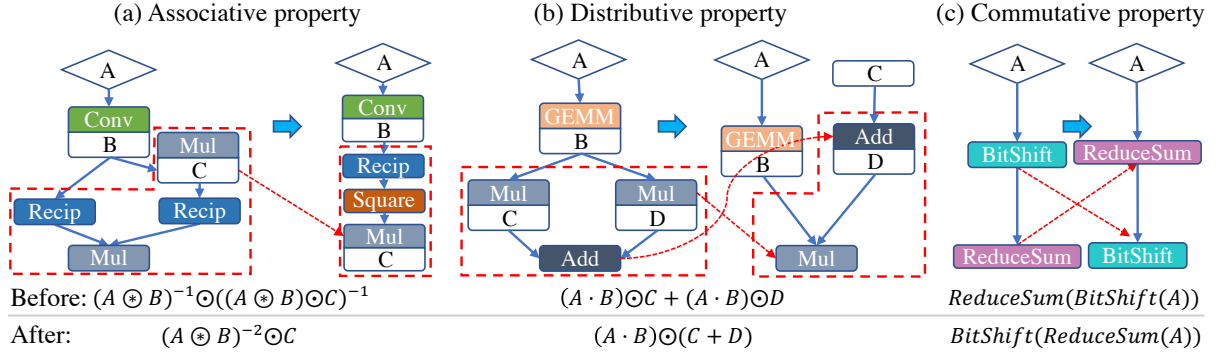 (a) Associative property (b) Distributive property (c) Commutative property
A
Conv
B
Mul
C
Recip
Recip
Mul
A
Conv
B
Recip
Square
Mul
C
A
GEMM
B
Mul
C
Mul
D
Add
A
GEMM
B
C
Add
D
Mul
A
BitShift
ReduceSum
A
ReduceSum
BitShift
Before: (A ⊛ B)⁻¹⊙((A ⊛ B)⊙C)⁻¹ (A · B)⊙C + (A · B)⊙D ReduceSum(BitShift(A))
After: (A ⊛ B)⁻²⊙C (A · B)⊙(C + D) BitShift(ReduceSum(A))